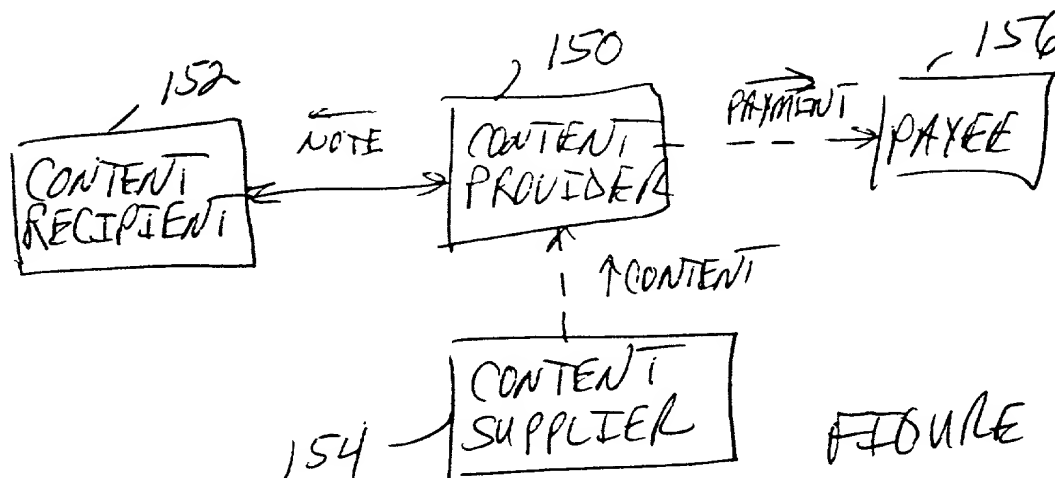 152
150
156
NOTE
PAYMENT
CONTENT
RECIPIENT
CONTENT
PROVIDER
PAYEE
↑CONTENT
CONTENT
SUPPLIER
154
FIGURE